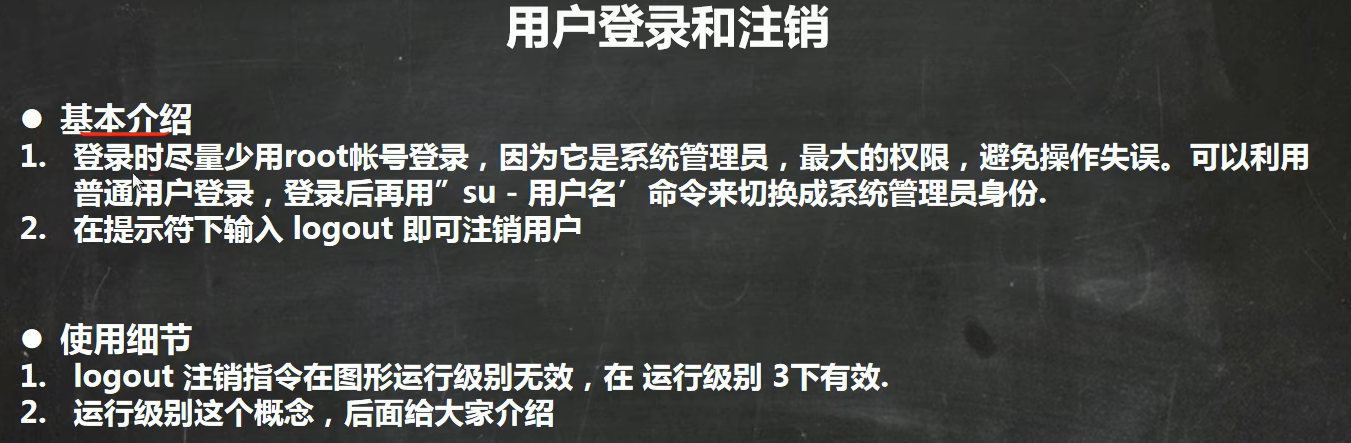 用户登录和注销
● 基本介绍
1. 登录时尽量少用root帐号登录，因为它是系统管理员，最大的权限，避免操作失误。可以利用
普通用户登录，登录后再用”su - 用户名’命令来切换成系统管理员身份.
2. 在提示符下输入 logout 即可注销用户
● 使用细节
1. logout 注销指令在图形运行级别无效，在 运行级别 3下有效.
2. 运行级别这个概念，后面给大家介绍